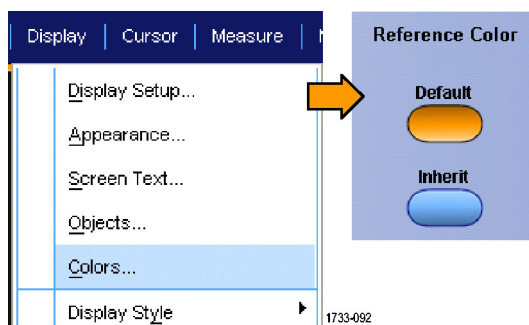 Display Cursor Measure
Display Setup...
Appearance...
Screen Text...
Objects...
Colors...
Display Style
Reference Color
Default
Inherit
1733-092